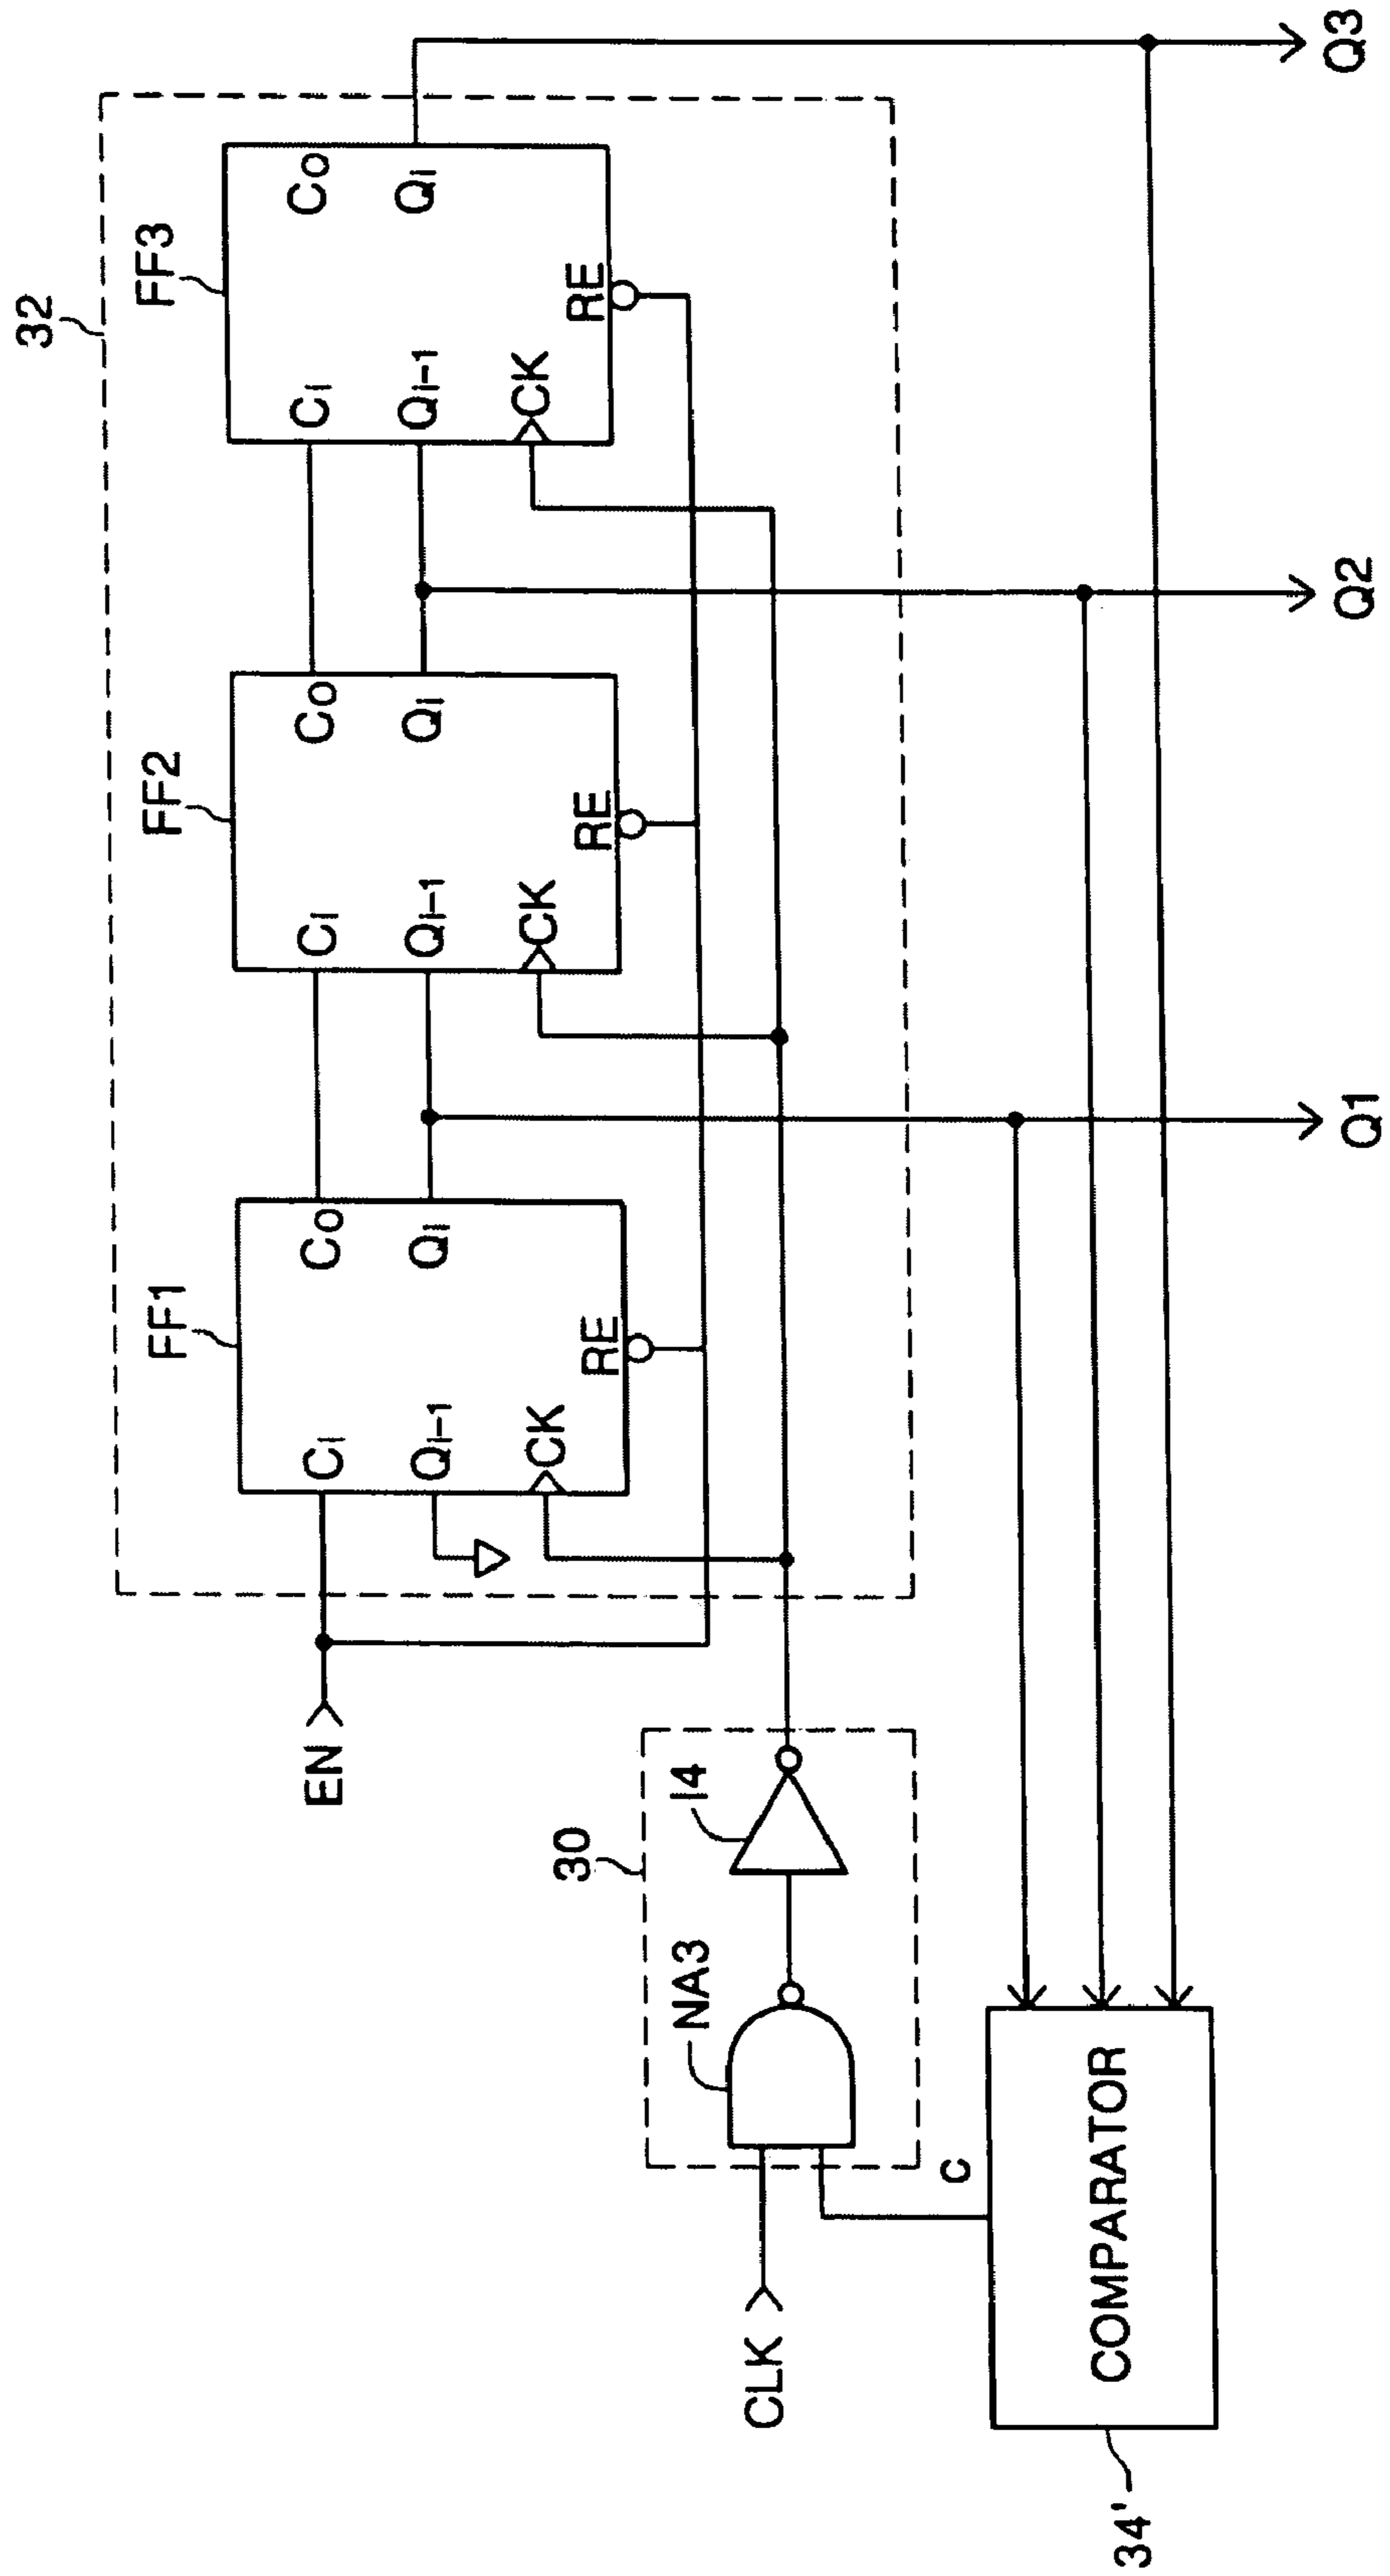 32
FF1
FF2
FF3
CI
CO
CI
CO
CI
CO
Qi-1
Qi
Qi-1
Qi
Qi-1
Qi
CK
RE
CK
RE
CK
RE
EN
30
NA3
I4
CLK
C
COMPARATOR
34'
Q1
Q2
Q3